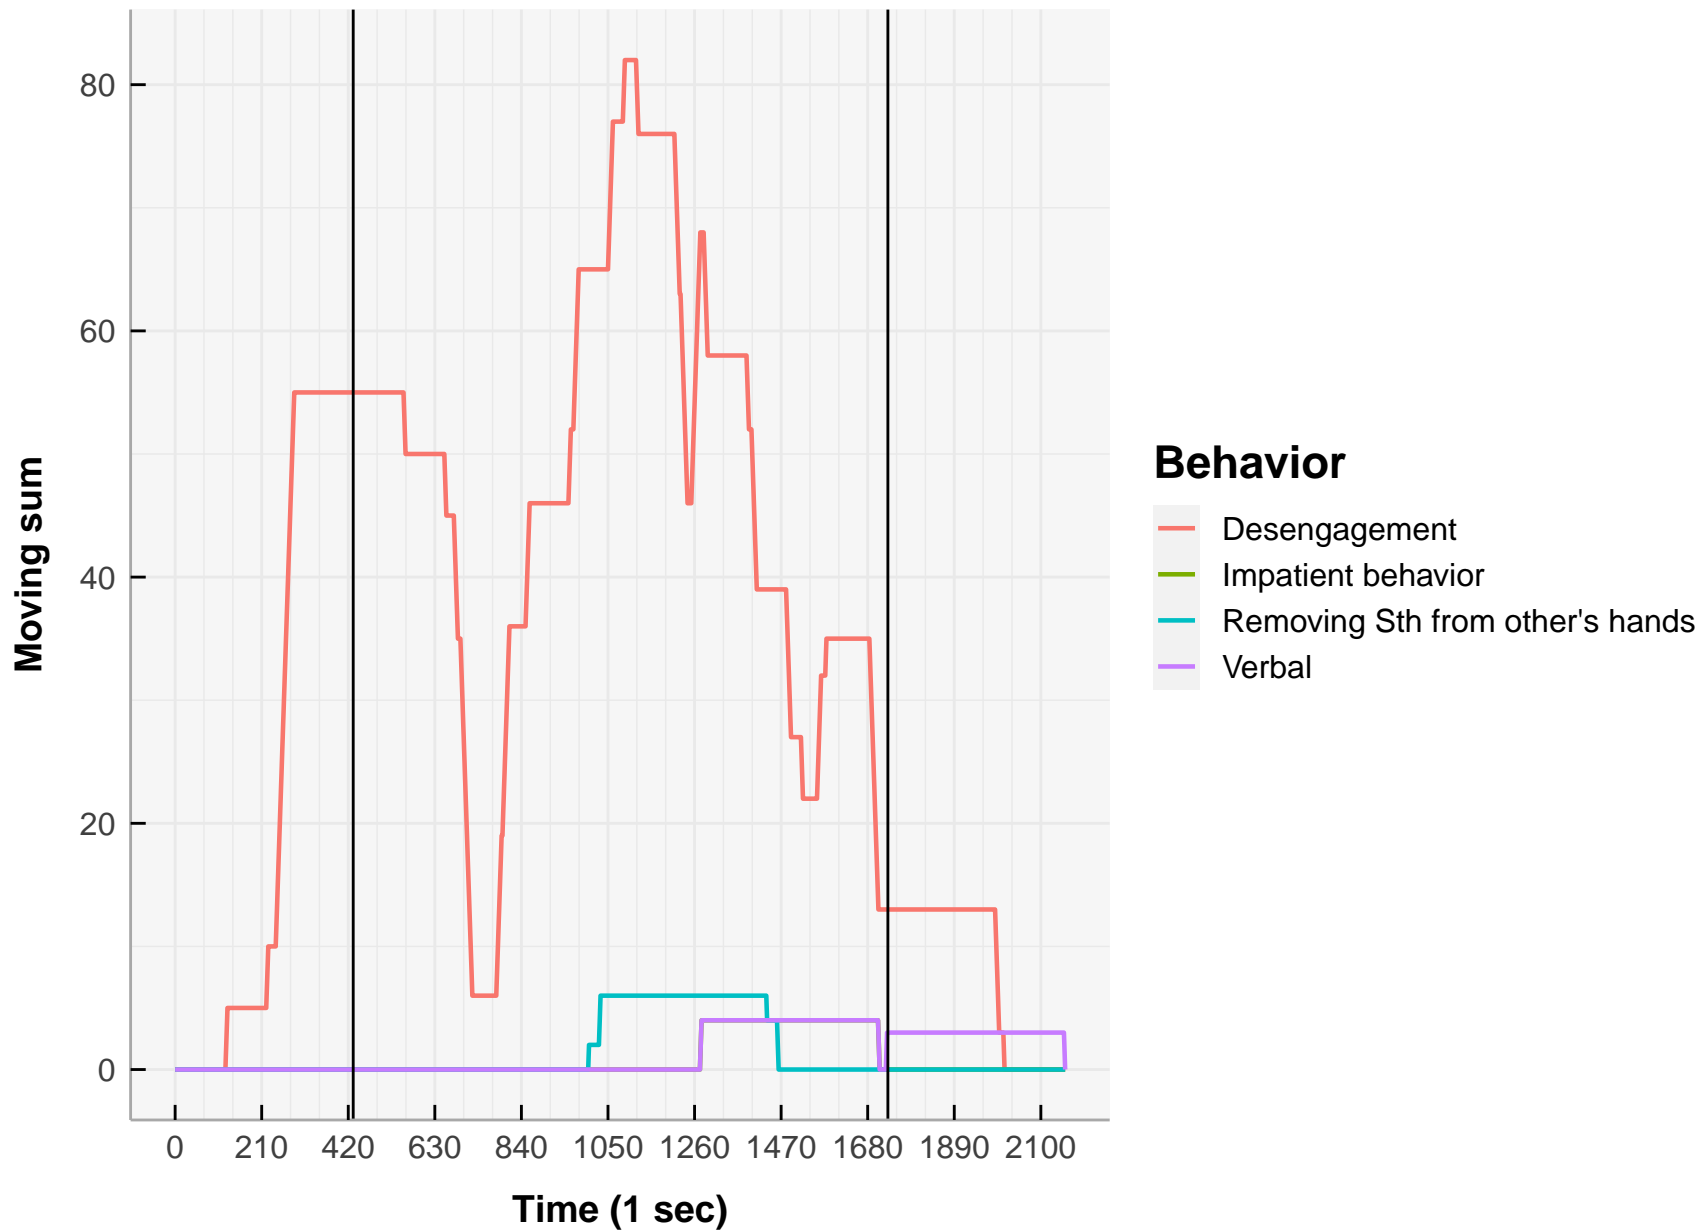 80
60
40
20
0
Moving sum
0 210 420 630 840 1050 1260 1470 1680 1890 2100
Time (1 sec)
Behavior
Desengagement
Impatient behavior
Removing Sth from other's hands
Verbal